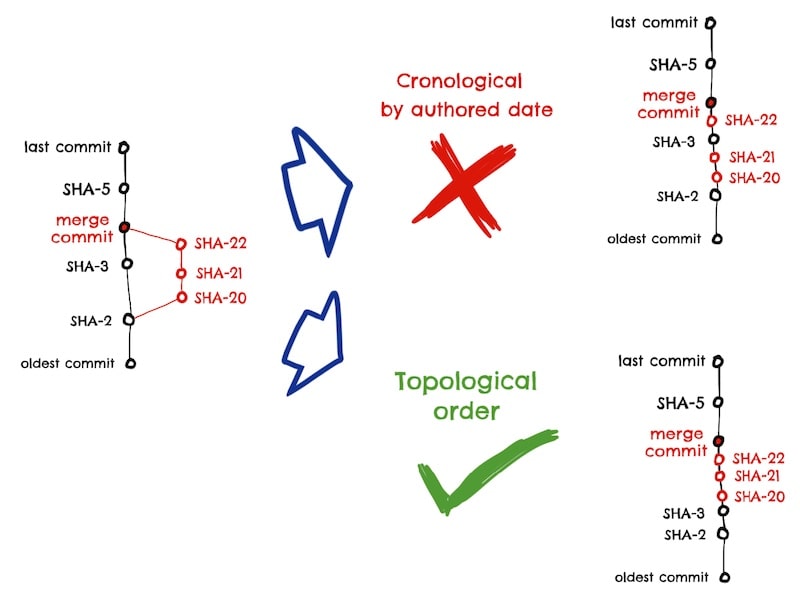 last commit
SHA-5
merge
commit
SHA-22
SHA-3
SHA-21
SHA-20
SHA-2
oldest commit
Cronological
by authored date
last commit
SHA-5
merge
commit
SHA-22
SHA-3
SHA-21
SHA-20
SHA-2
oldest commit
Topological
order
last commit
SHA-5
merge
commit
SHA-22
SHA-21
SHA-20
SHA-3
SHA-2
oldest commit